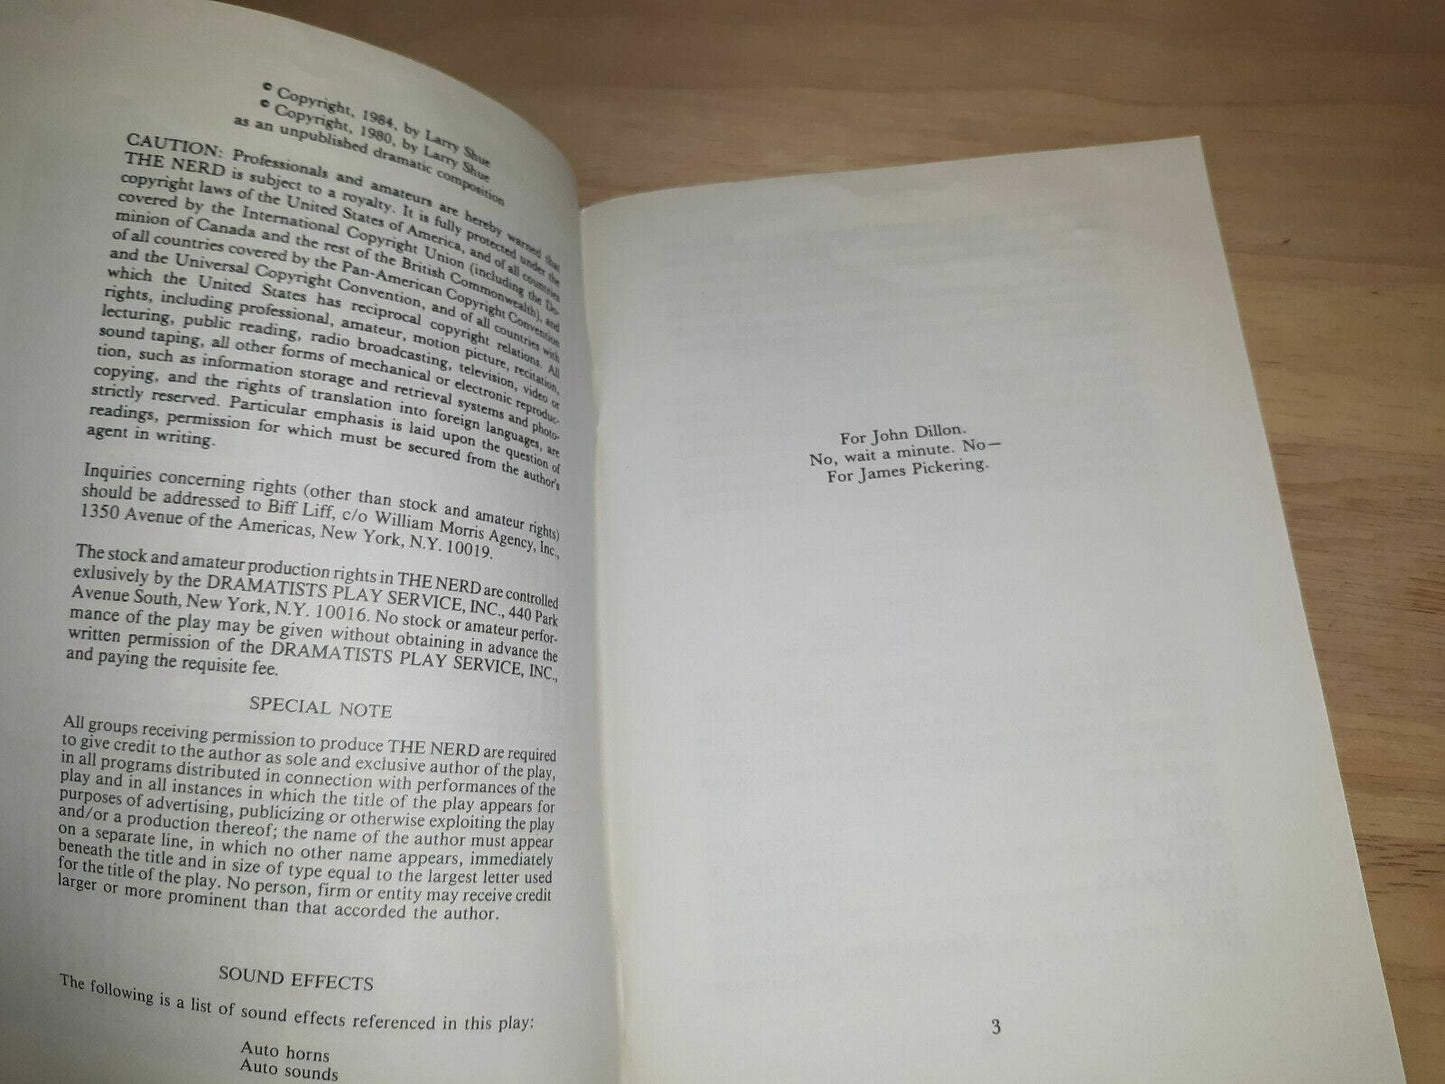 © Copyright, 1984, by Larry Shue
© Copyright, 1980, by Larry Shue
as an unpublished dramatic composition
CAUTION: Professionals and amateurs are hereby warned that
THE NERD is subject to a royalty. It is fully protected under the
copyright laws of the United States of America, and of all countries
covered by the International Copyright Union (including the Do-
minion of Canada and the rest of the British Commonwealth), and
of all countries covered by the Pan-American Copyright Convention
and the Universal Copyright Convention, and of all countries with
which the United States has reciprocal copyright relations. All
rights, including professional, amateur, motion picture, recitation,
lecturing, public reading, radio broadcasting, television, video or
sound taping, all other forms of mechanical or electronic reproduc-
tion, such as information storage and retrieval systems and photo-
copying, and the rights of translation into foreign languages, are
strictly reserved. Particular emphasis is laid upon the question of
readings, permission for which must be secured from the author's
agent in writing.
Inquiries concerning rights (other than stock and amateur rights)
should be addressed to Biff Liff, c/o William Morris Agency, Inc.,
1350 Avenue of the Americas, New York, N.Y. 10019.
The stock and amateur production rights in THE NERD are controlled
exlusively by the DRAMATISTS PLAY SERVICE, INC., 440 Park
Avenue South, New York, N.Y. 10016. No stock or amateur perfor-
mance of the play may be given without obtaining in advance the
written permission of the DRAMATISTS PLAY SERVICE, INC.,
and paying the requisite fee.
SPECIAL NOTE
All groups receiving permission to produce THE NERD are required
to give credit to the author as sole and exclusive author of the play,
in all programs distributed in connection with performances of the
play and in all instances in which the title of the play appears for
purposes of advertising, publicizing or otherwise exploiting the play
and/or a production thereof; the name of the author must appear
on a separate line, in which no other name appears, immediately
beneath the title and in size of type equal to the largest letter used
for the title of the play. No person, firm or entity may receive credit
larger or more prominent than that accorded the author.
SOUND EFFECTS
The following is a list of sound effects referenced in this play:
Auto horns
Auto sounds
For John Dillon.
No, wait a minute. No—
For James Pickering.
3